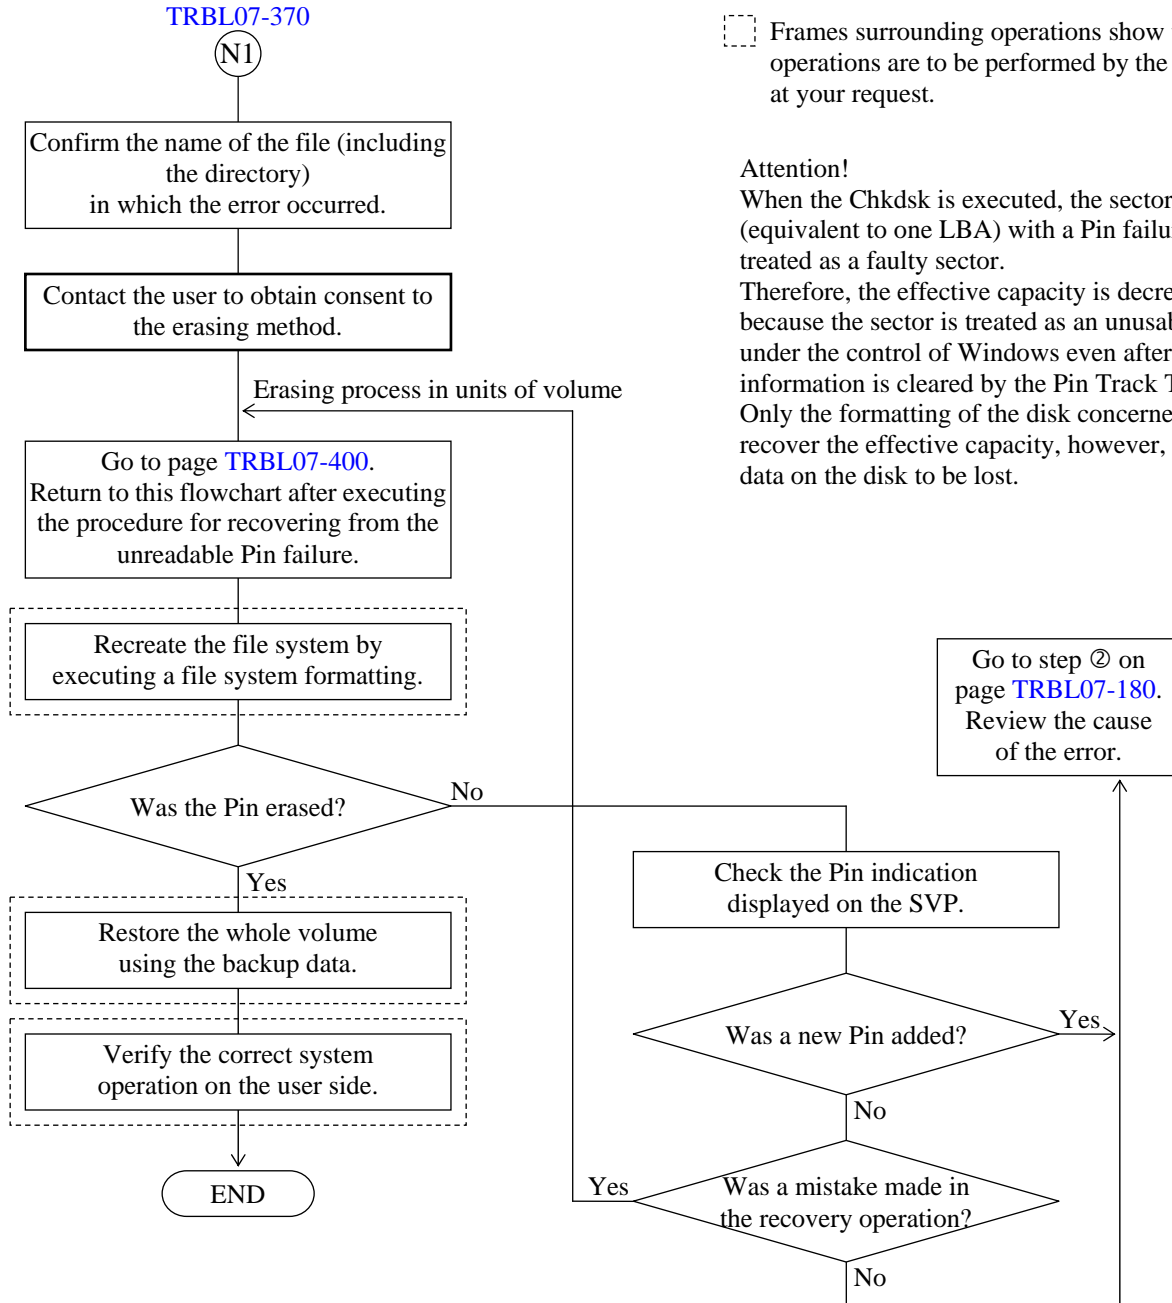 TRBL07-370
N1
Confirm the name of the file (including
the directory)
in which the error occurred.
Contact the user to obtain consent to
the erasing method.
Erasing process in units of volume
Go to page TRBL07-400.
Return to this flowchart after executing
the procedure for recovering from the
unreadable Pin failure.
Recreate the file system by
executing a file system formatting.
Was the Pin erased?
No
Yes
Restore the whole volume
using the backup data.
Verify the correct system
operation on the user side.
END
Frames surrounding operations show
operations are to be performed by the
at your request.
Attention!
When the Chkdsk is executed, the sector
(equivalent to one LBA) with a Pin failu
treated as a faulty sector.
Therefore, the effective capacity is decre
because the sector is treated as an unusab
under the control of Windows even after
information is cleared by the Pin Track T
Only the formatting of the disk concerne
recover the effective capacity, however,
data on the disk to be lost.
Go to step ② on
page TRBL07-180.
Review the cause
of the error.
Check the Pin indication
displayed on the SVP.
Was a new Pin added?
Yes
No
Was a mistake made in
the recovery operation?
Yes
No